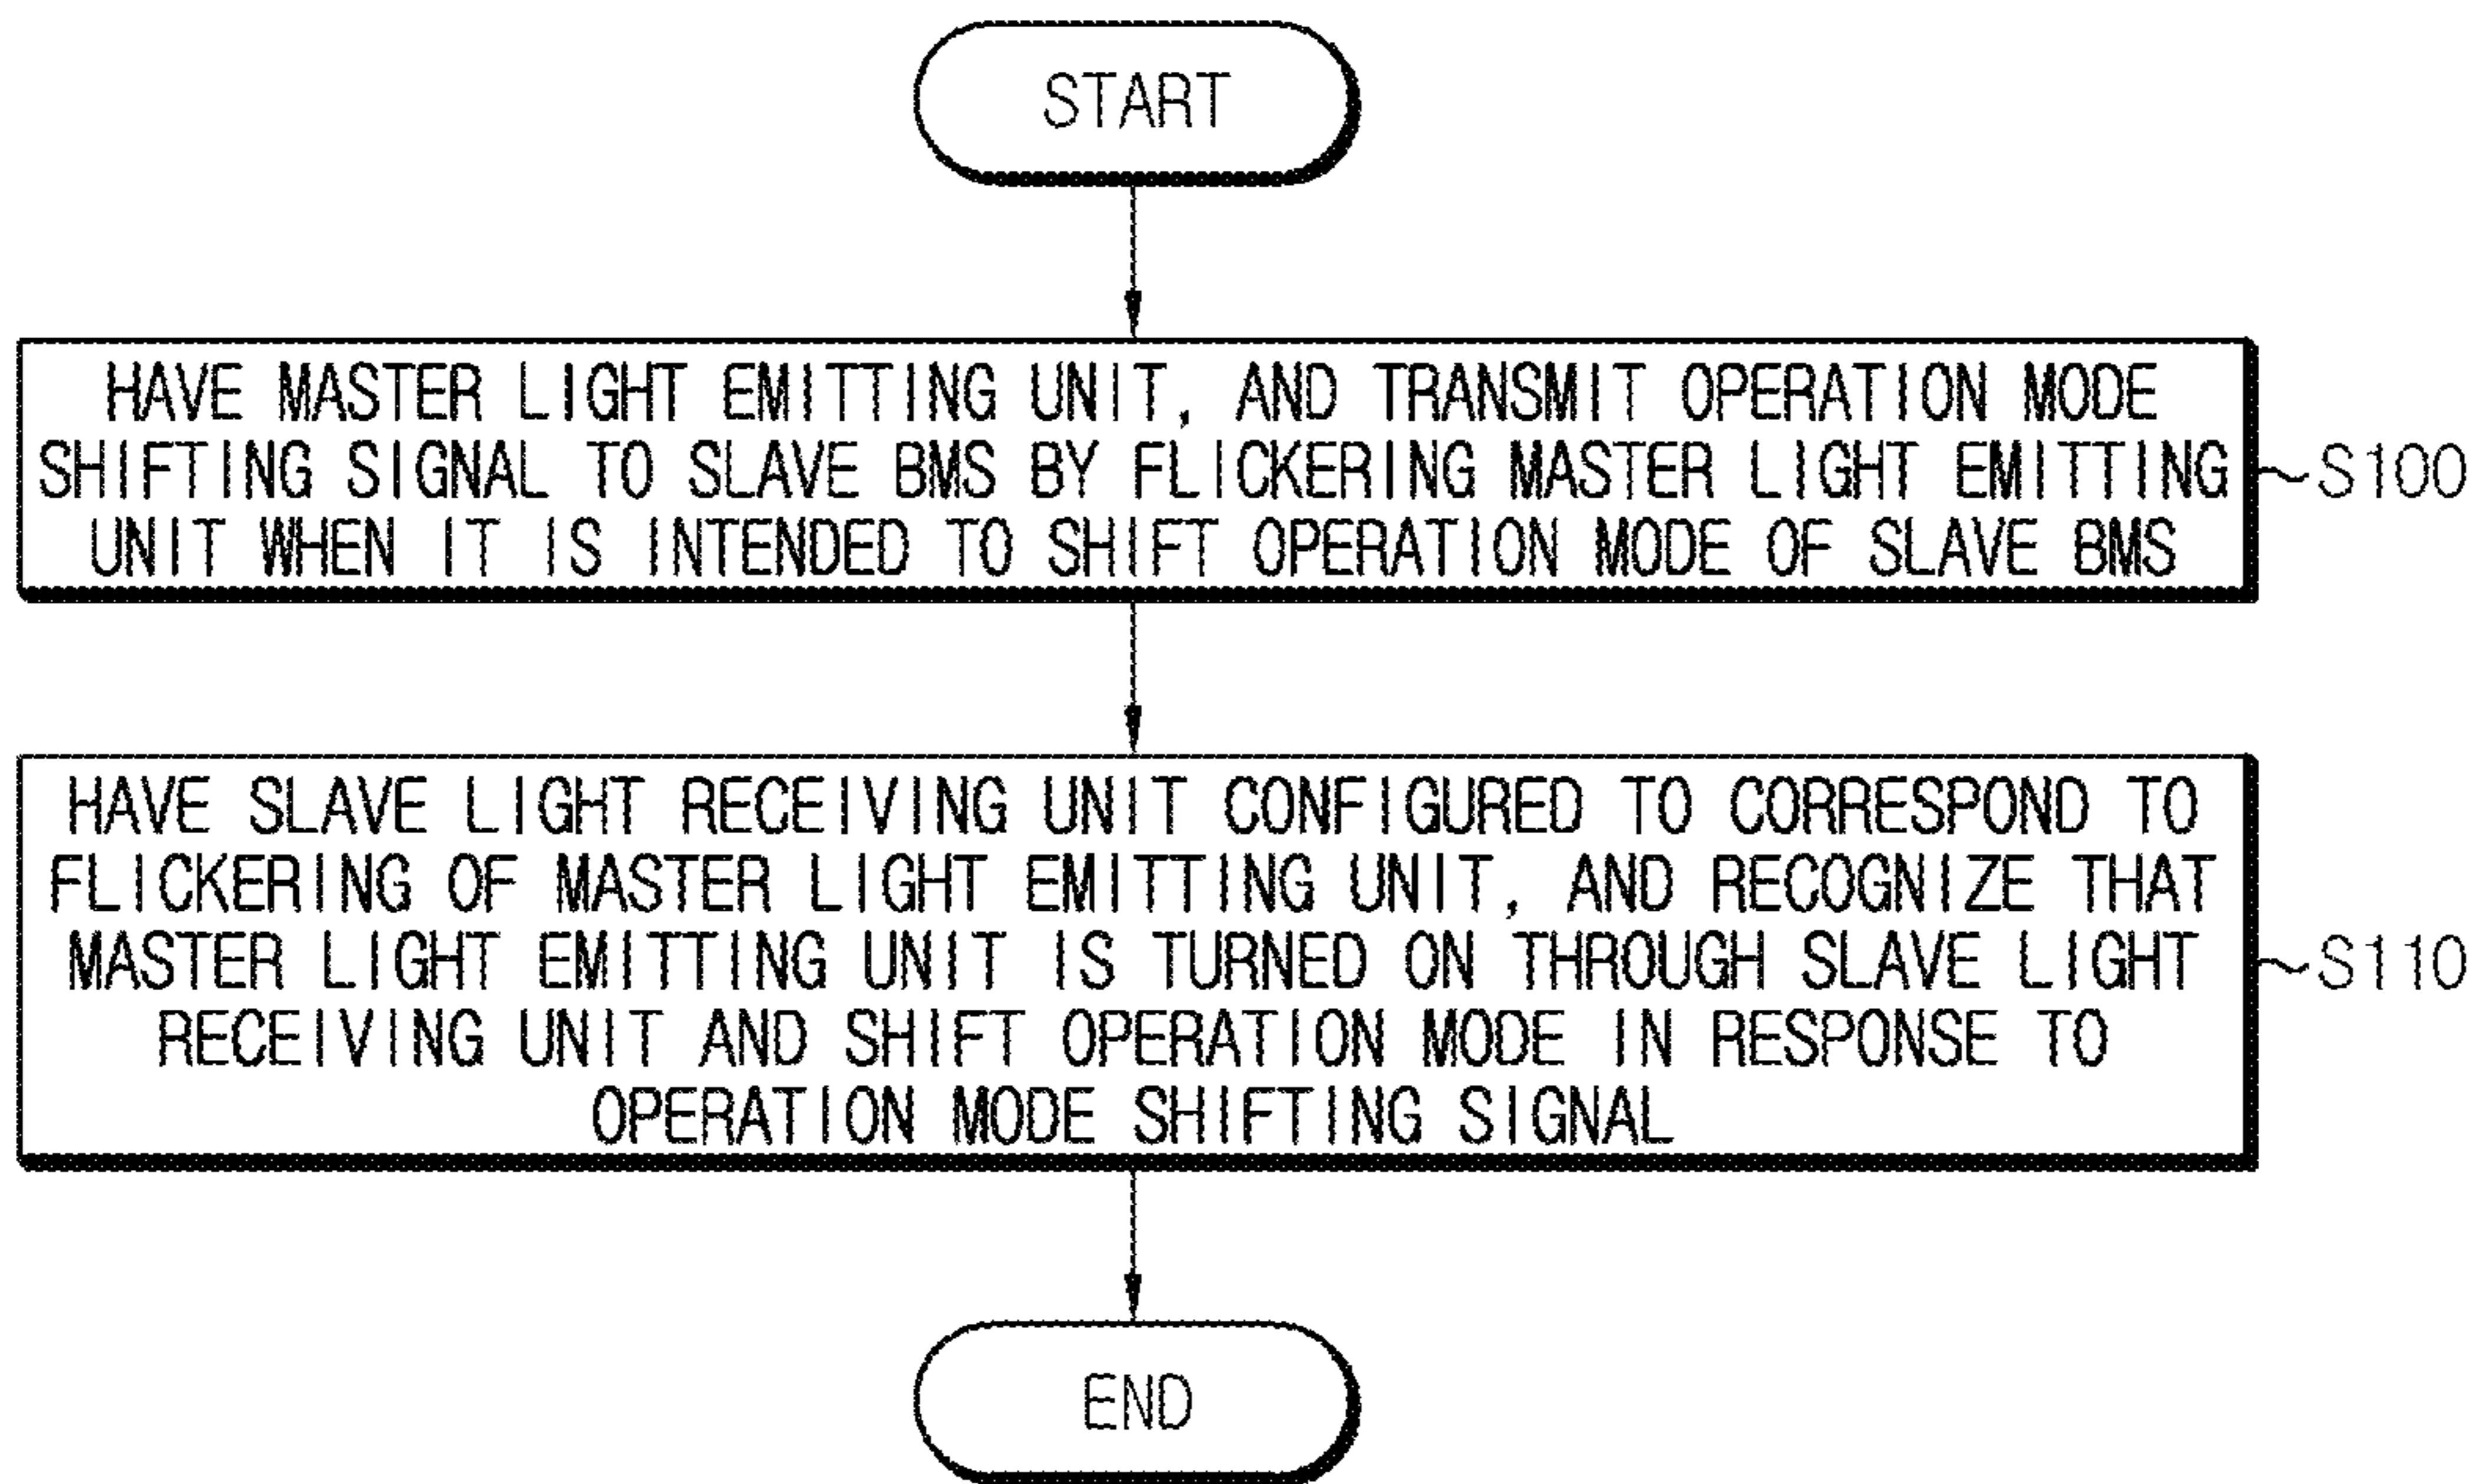 START
HAVE MASTER LIGHT EMITTING UNIT, AND TRANSMIT OPERATION MODE
SHIFTING SIGNAL TO SLAVE BMS BY FLICKERING MASTER LIGHT EMITTING
UNIT WHEN IT IS INTENDED TO SHIFT OPERATION MODE OF SLAVE BMS
S100
HAVE SLAVE LIGHT RECEIVING UNIT CONFIGURED TO CORRESPOND TO
FLICKERING OF MASTER LIGHT EMITTING UNIT, AND RECOGNIZE THAT
MASTER LIGHT EMITTING UNIT IS TURNED ON THROUGH SLAVE LIGHT
RECEIVING UNIT AND SHIFT OPERATION MODE IN RESPONSE TO
OPERATION MODE SHIFTING SIGNAL
S110
END